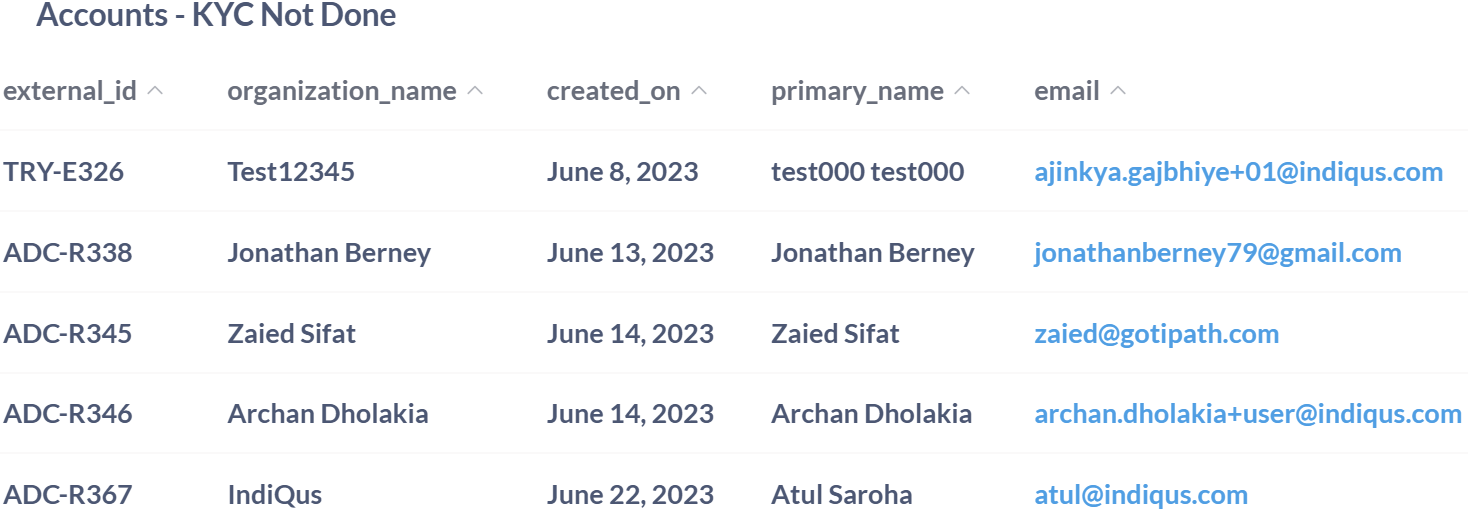 Accounts - KYC Not Done
external_id organization_name created_on primary_name email
TRY-E326 Test12345 June 8, 2023 test000 test000 ajinkya.gajbhiye+01@indiqus.com
ADC-R338 Jonathan Berney June 13, 2023 Jonathan Berney jonathanberney79@gmail.com
ADC-R345 Zaied Sifat June 14, 2023 Zaied Sifat zaied@gotipath.com
ADC-R346 Archan Dholakia June 14, 2023 Archan Dholakia archan.dholakia+user@indiqus.com
ADC-R367 IndiQus June 22, 2023 Atul Saroha atul@indiqus.com